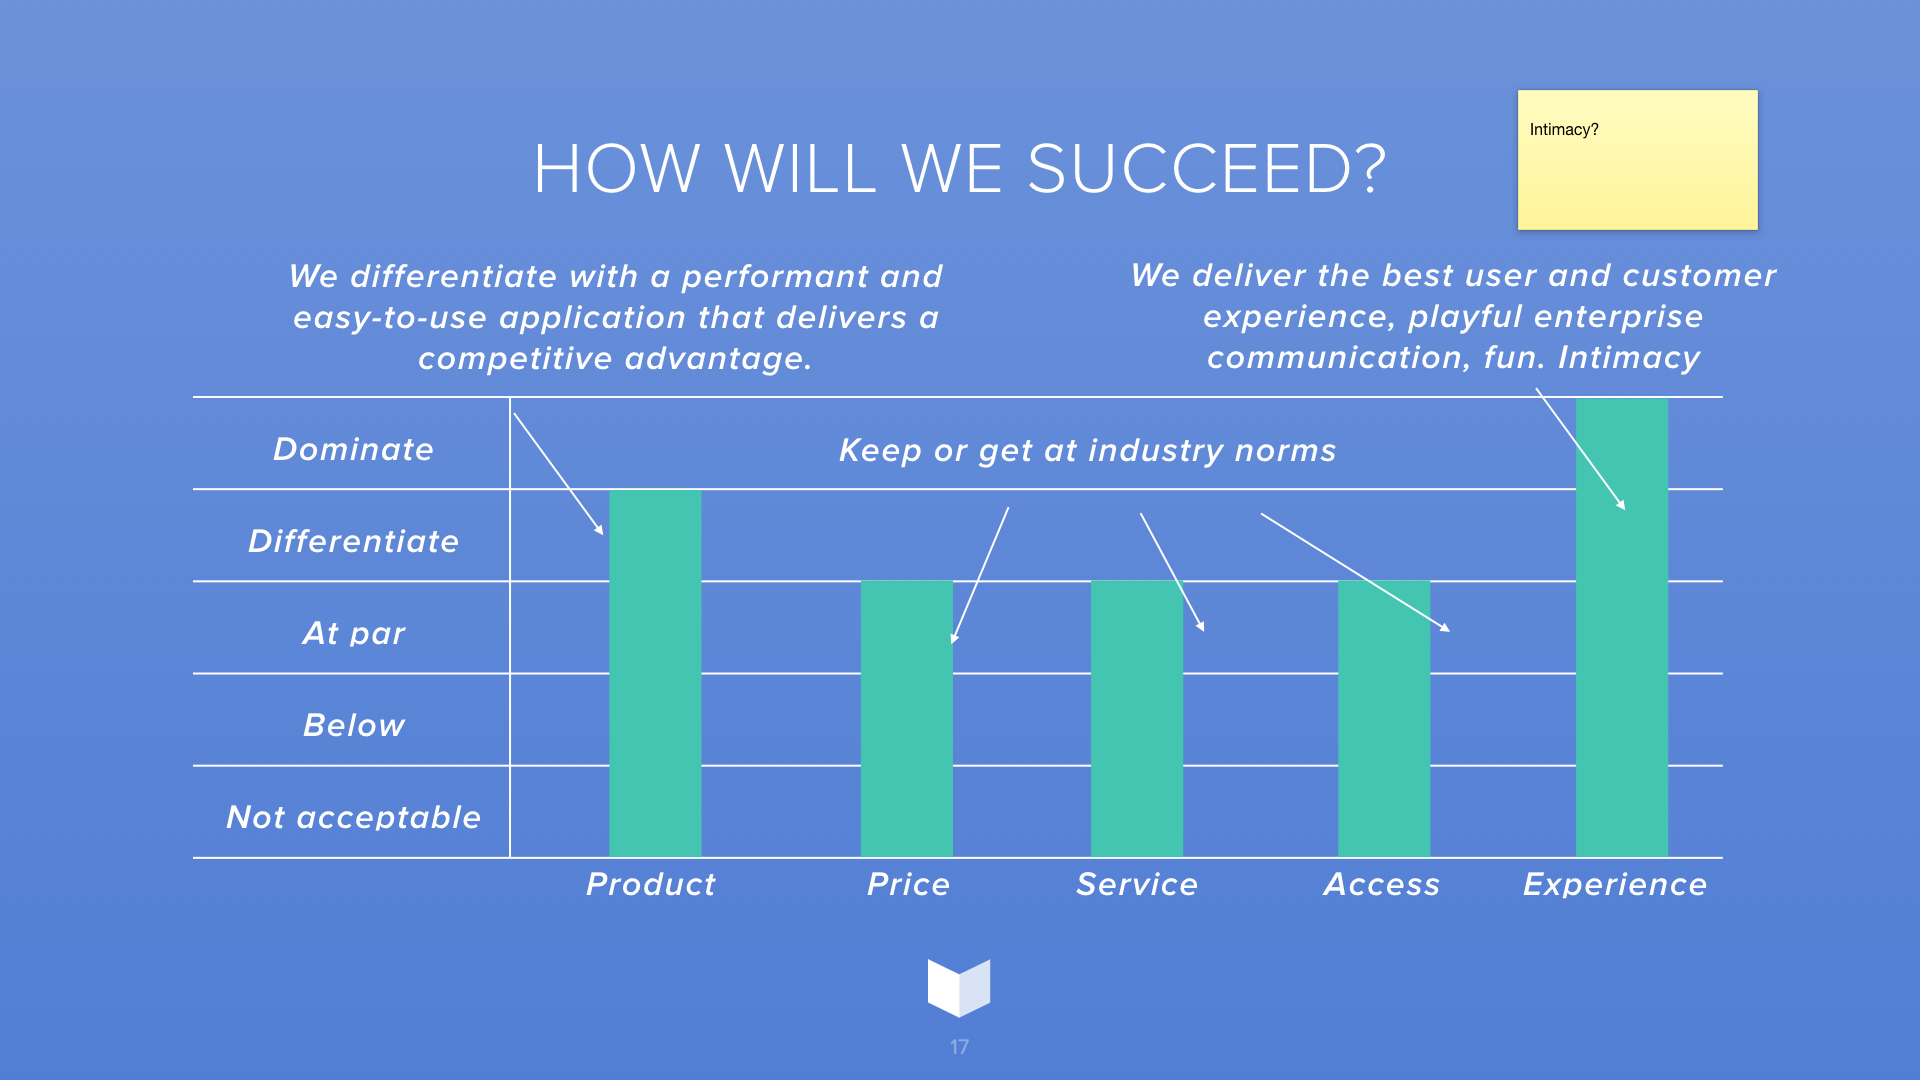 Intimacy?
HOW WILL WE SUCCEED?
We differentiate with a performant and
easy-to-use application that delivers a
competitive advantage.
We deliver the best user and customer
experience, playful enterprise
communication, fun. Intimacy
Dominate
Keep or get at industry norms
Differentiate
At par
Below
Not acceptable
Product
Price
Service
Access
Experience
17